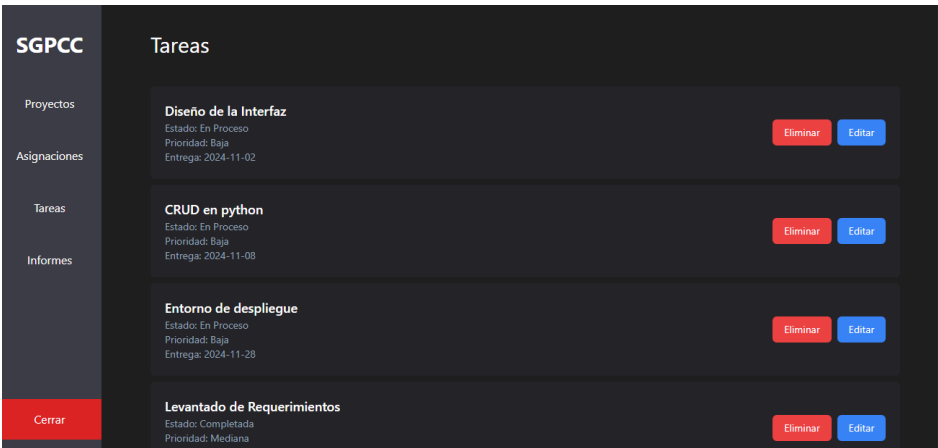 SGPCC
Proyectos
Asignaciones
Tareas
Informes
Cerrar
Tareas
Diseño de la Interfaz
Estado: En Proceso
Prioridad: Baja
Entrega: 2024-11-02
Eliminar
Editar
CRUD en python
Estado: En Proceso
Prioridad: Baja
Entrega: 2024-11-08
Eliminar
Editar
Entorno de despliegue
Estado: En Proceso
Prioridad: Baja
Entrega: 2024-11-28
Eliminar
Editar
Levantado de Requerimientos
Estado: Completada
Prioridad: Mediana
Eliminar
Editar